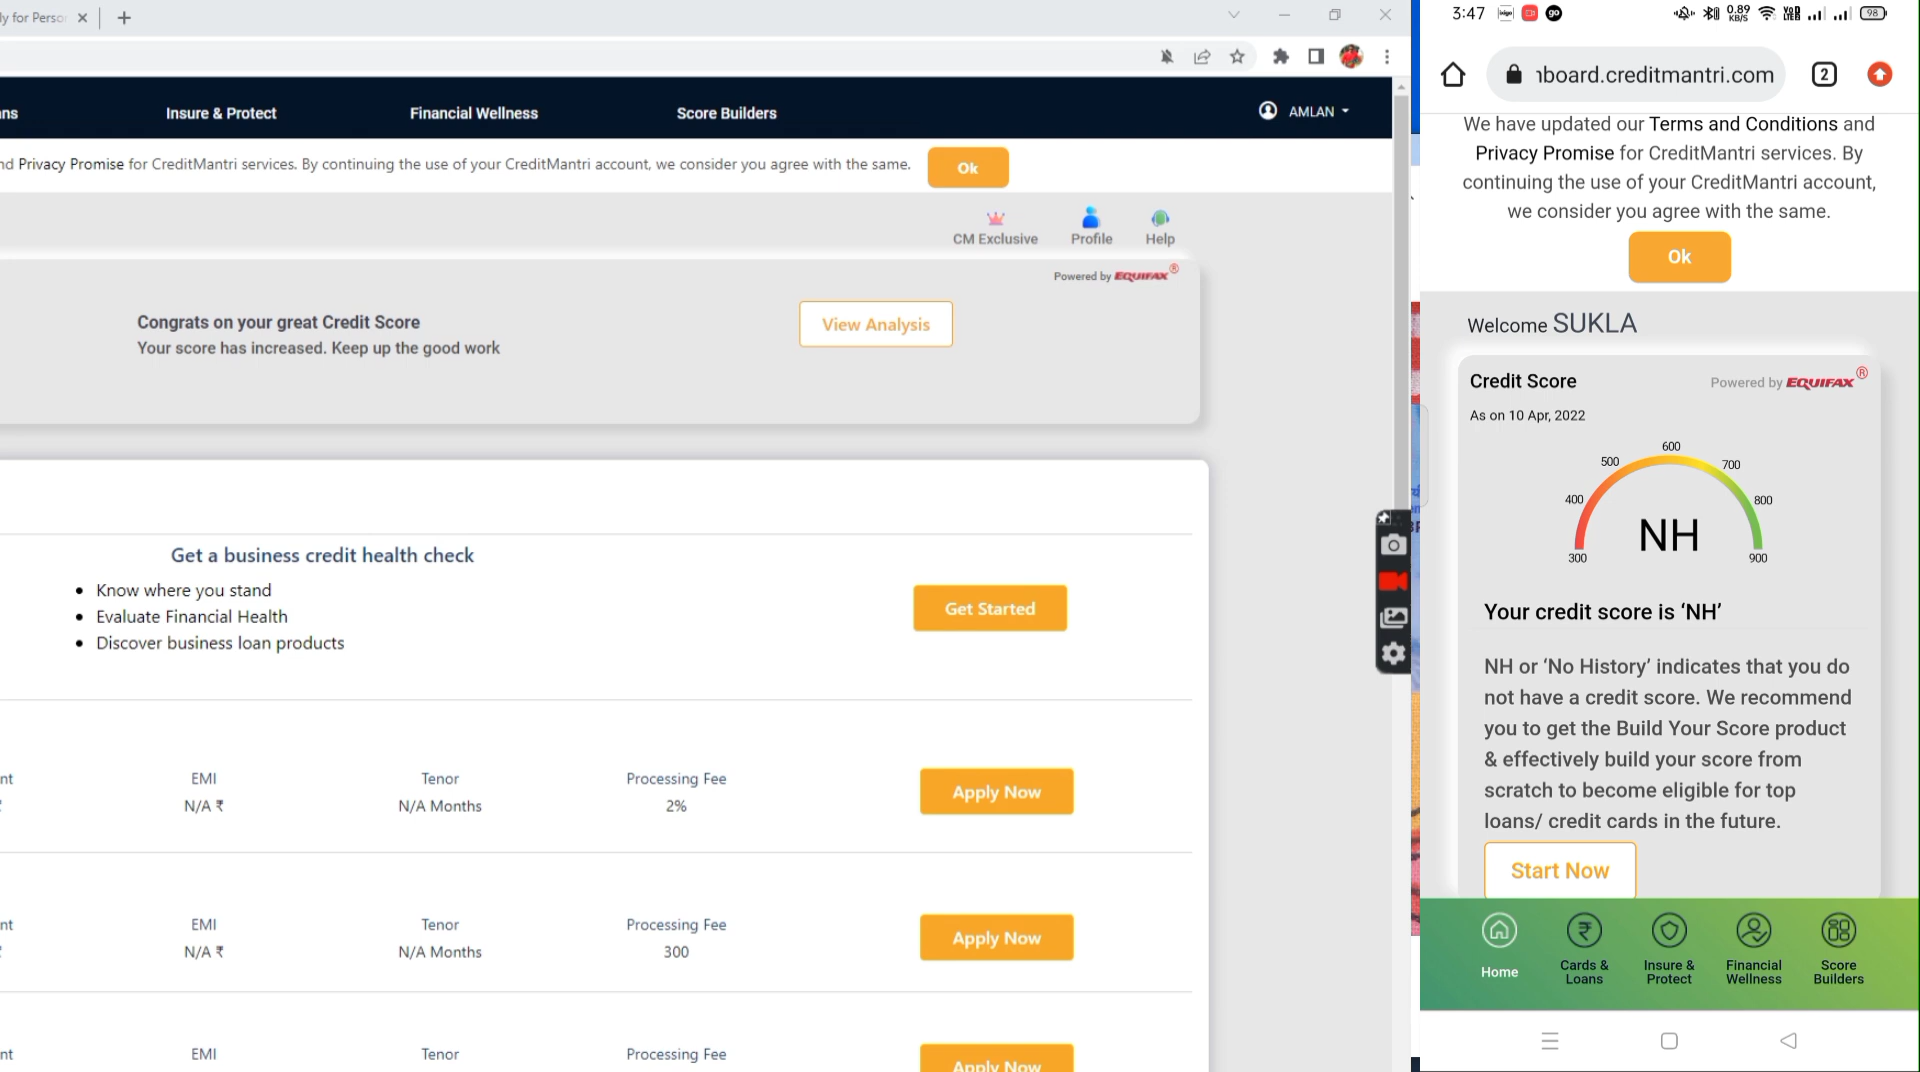 ly for Person
Insure & Protect
Financial Wellness
Score Builders
AMLAN
Privacy Promise for CreditMantri services. By continuing the use of your CreditMantri account, we consider you agree with the same.
Ok
CM Exclusive
Profile
Help
Powered by EQUIFAX®
Congrats on your great Credit Score
Your score has increased. Keep up the good work
View Analysis
Get a business credit health check
• Know where you stand
• Evaluate Financial Health
• Discover business loan products
Get Started
EMI Tenor Processing Fee
N/A ₹ N/A Months 2%
Apply Now
EMI Tenor Processing Fee
N/A ₹ N/A Months 300
Apply Now
EMI Tenor Processing Fee
Apply Now
3:47
go
0.89
KB/S
98
board.creditmantri.com
2
We have updated our Terms and Conditions and
Privacy Promise for CreditMantri services. By
continuing the use of your CreditMantri account,
we consider you agree with the same.
Ok
Welcome SUKLA
Credit Score
Powered by EQUIFAX®
As on 10 Apr, 2022
300
400
500
600
700
800
900
NH
Your credit score is ‘NH’
NH or ‘No History’ indicates that you do
not have a credit score. We recommend
you to get the Build Your Score product
& effectively build your score from
scratch to become eligible for top
loans/ credit cards in the future.
Start Now
Home
Cards &
Loans
Insure &
Protect
Financial
Wellness
Score
Builders